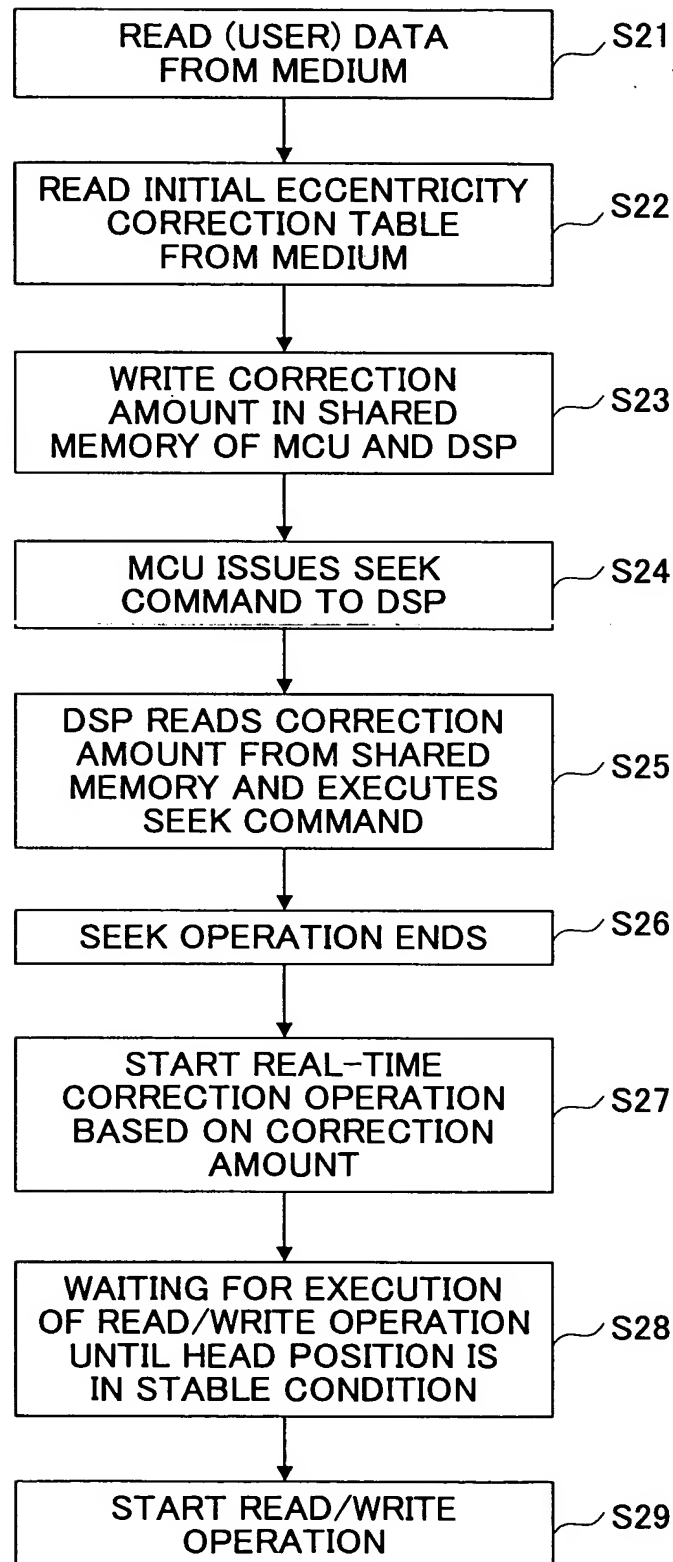 READ (USER) DATA
FROM MEDIUM
S21
READ INITIAL ECCENTRICITY
CORRECTION TABLE
FROM MEDIUM
S22
WRITE CORRECTION
AMOUNT IN SHARED
MEMORY OF MCU AND DSP
S23
MCU ISSUES SEEK
COMMAND TO DSP
S24
DSP READS CORRECTION
AMOUNT FROM SHARED
MEMORY AND EXECUTES
SEEK COMMAND
S25
SEEK OPERATION ENDS
S26
START REAL-TIME
CORRECTION OPERATION
BASED ON CORRECTION
AMOUNT
S27
WAITING FOR EXECUTION
OF READ/WRITE OPERATION
UNTIL HEAD POSITION IS
IN STABLE CONDITION
S28
START READ/WRITE
OPERATION
S29